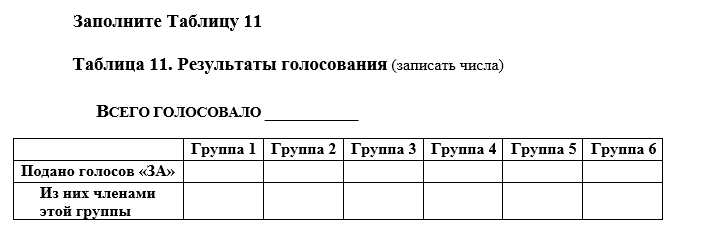 Заполните Таблицу 11
Таблица 11. Результаты голосования (записать числа)
ВСЕГО ГОЛОСОВАЛО ____________
Группа 1 Группа 2 Группа 3 Группа 4 Группа 5 Группа 6
Подано голосов «ЗА»
Из них членами
этой группы